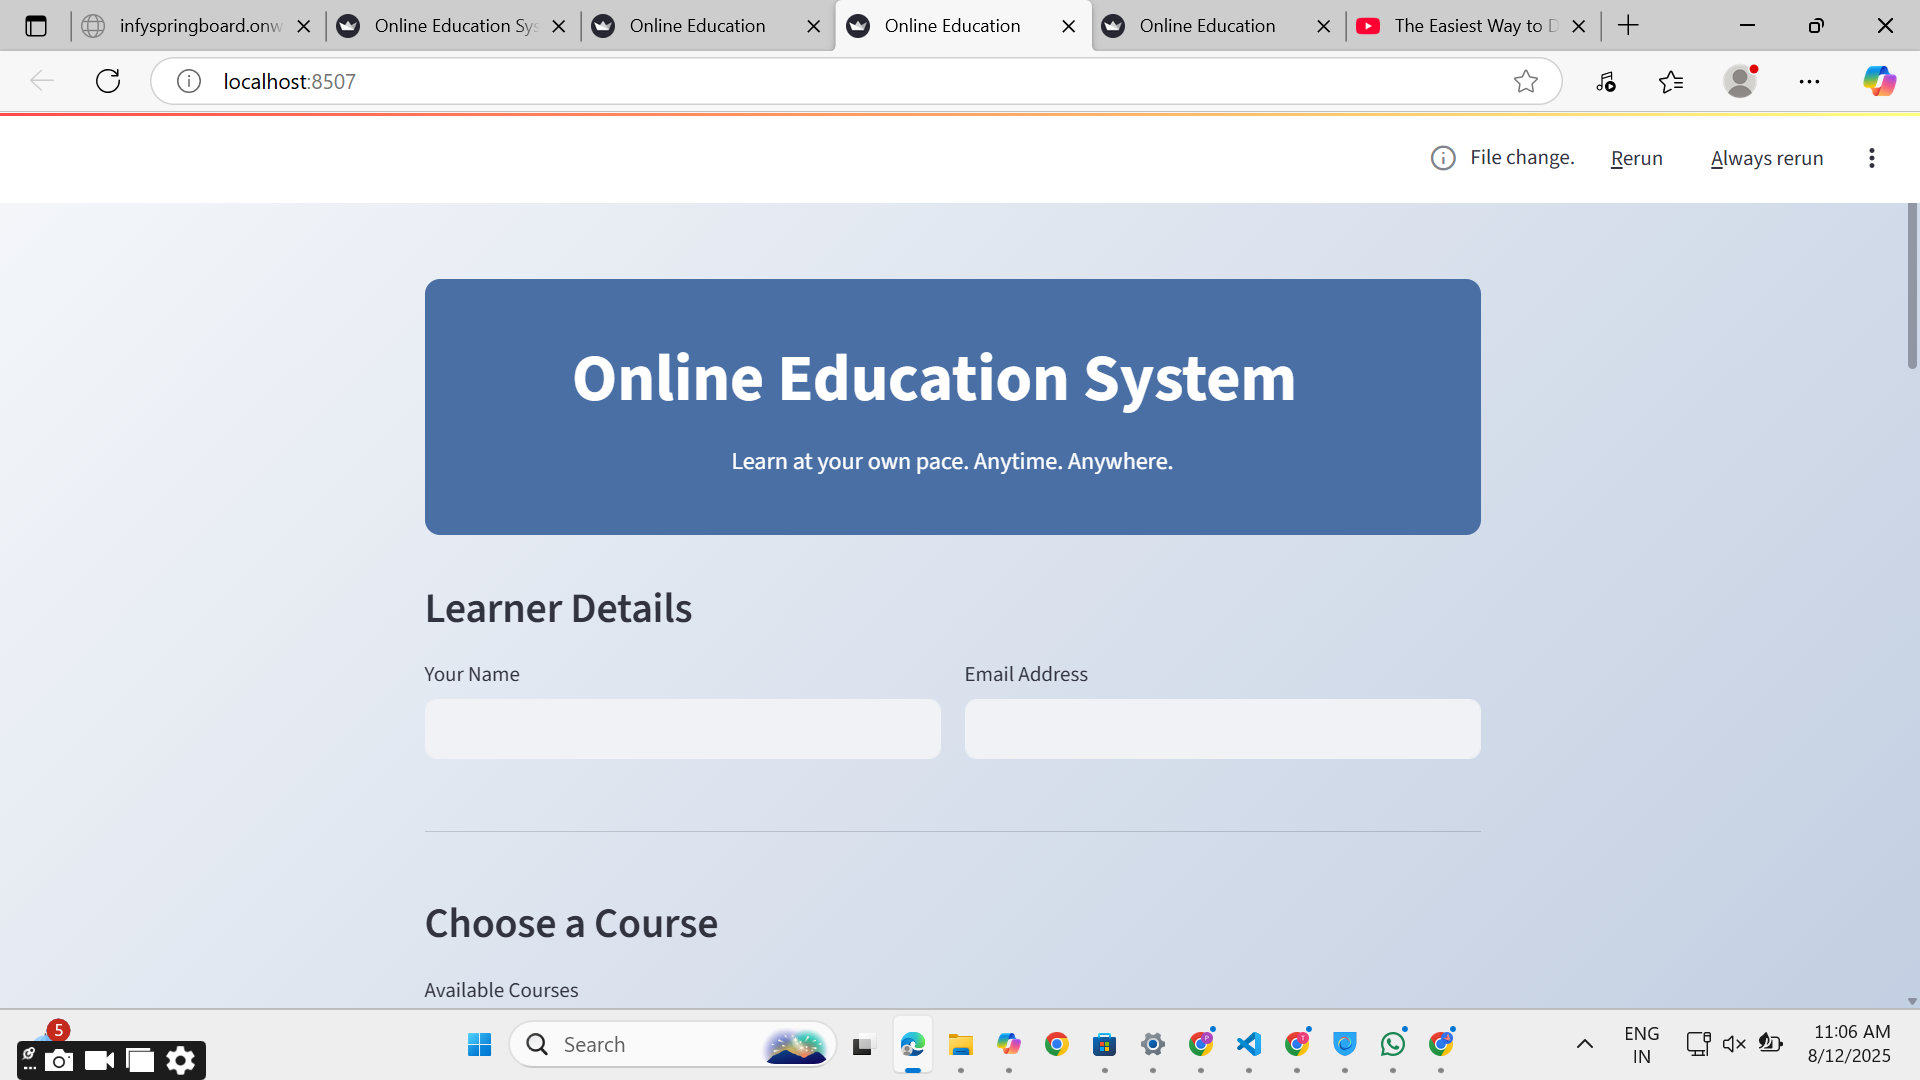 infyspringboard.onw
Online Education Sys
Online Education
Online Education
Online Education
The Easiest Way to D
localhost:8507
File change.
Rerun
Always rerun
Online Education System
Learn at your own pace. Anytime. Anywhere.
Learner Details
Your Name
Email Address
Choose a Course
Available Courses
5
Search
ENG
IN
11:06 AM
8/12/2025